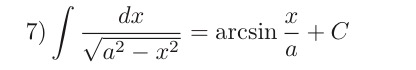 7) ∫ dx / √(a² − x²) = arcsin x/a + C